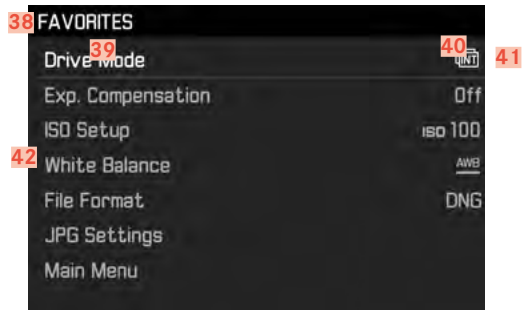 38 FAVORITES
39
Drive Mode 40 INT 41
Exp. Compensation Off
ISO Setup ISO 100
42 White Balance AWB
File Format DNG
JPG Settings
Main Menu